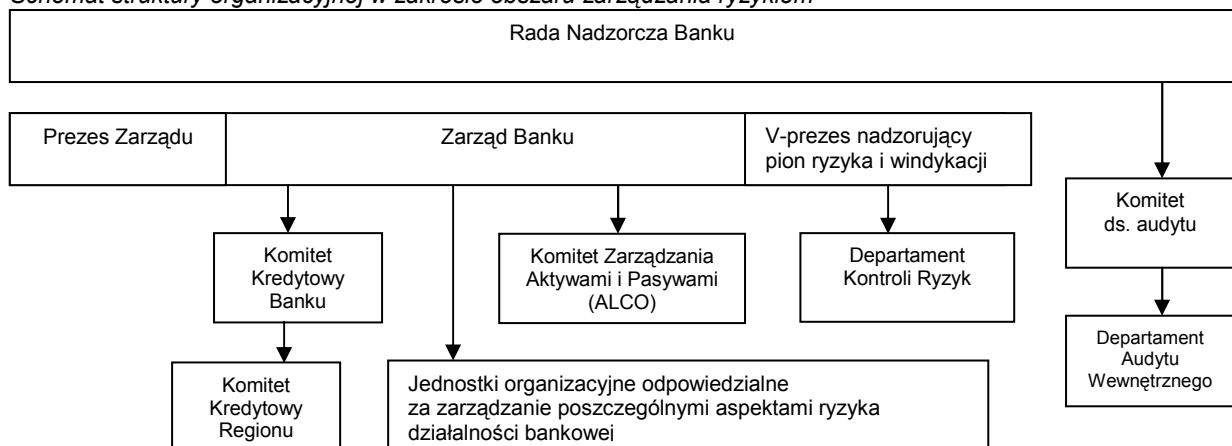 Schemat struktury organizacyjnej w zakresie obszaru zarządzania ryzykiem
Rada Nadzorcza Banku
Prezes Zarządu
Zarząd Banku
V-prezes nadzorujący
pion ryzyka i windykacji
Komitet
ds. audytu
Komitet
Kredytowy
Banku
Komitet Zarządzania
Aktywami i Pasywami
(ALCO)
Departament
Kontroli Ryzyk
Departament
Audytu
Wewnętrznego
Komitet
Kredytowy
Regionu
Jednostki organizacyjne odpowiedzialne
za zarządzanie poszczególnymi aspektami ryzyka
działalności bankowej